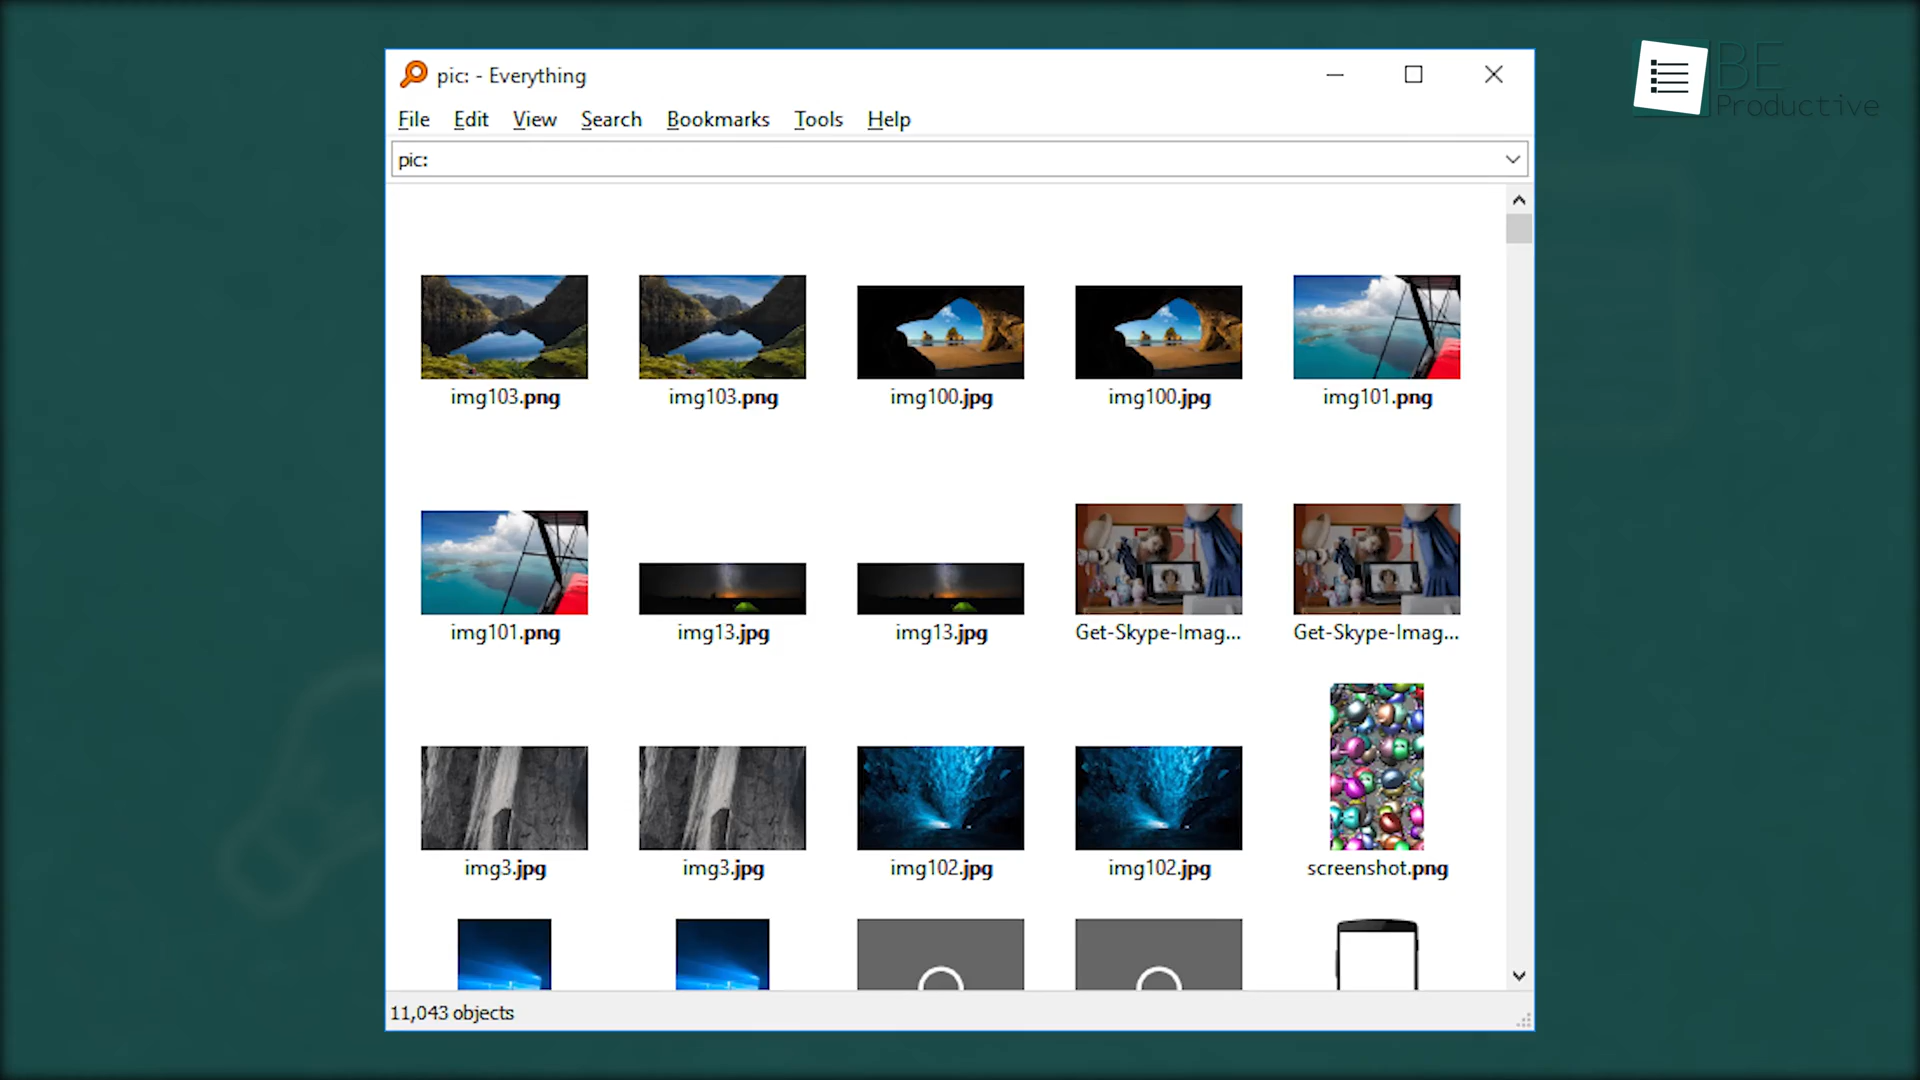 BE
Productive
pic: - Everything
File Edit View Search Bookmarks Tools Help
pic:
img103.png img103.png img100.jpg img100.jpg img101.png
img101.png img13.jpg img13.jpg Get-Skype-Imag... Get-Skype-Imag...
img3.jpg img3.jpg img102.jpg img102.jpg screenshot.png
11,043 objects